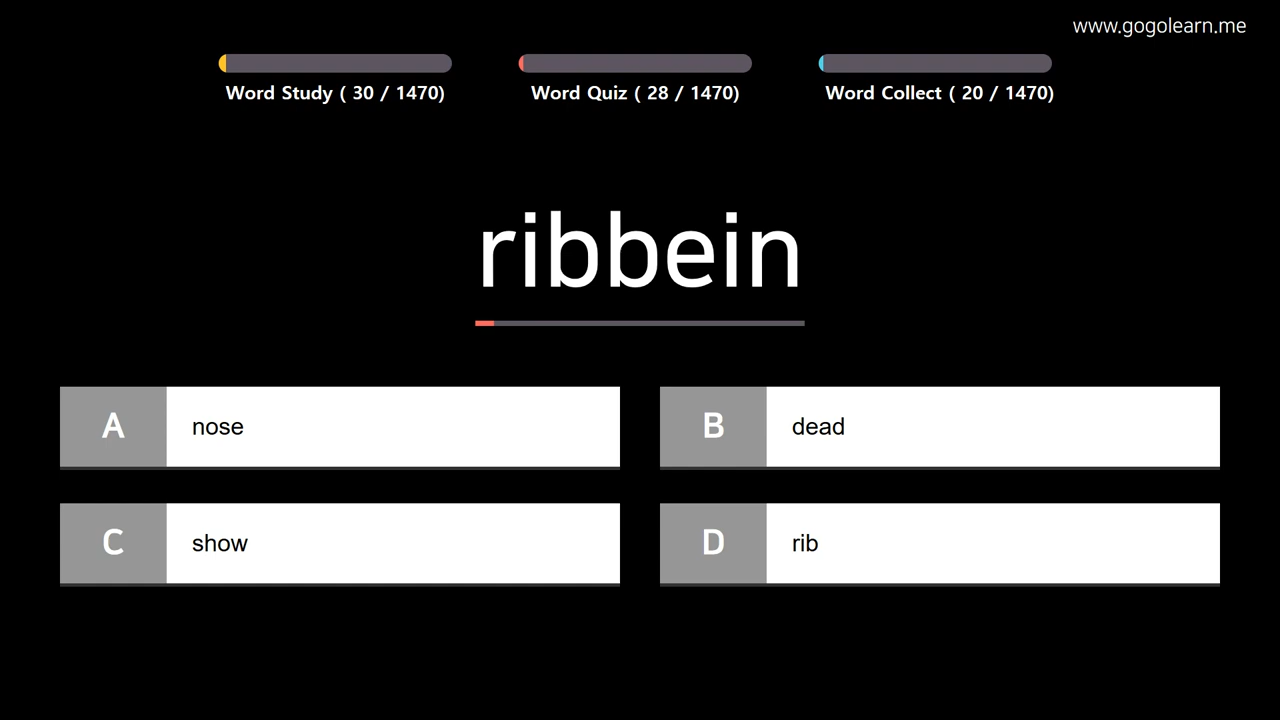 www.gogolearn.me
Word Study ( 30 / 1470)
Word Quiz ( 28 / 1470)
Word Collect ( 20 / 1470)
ribbein
A nose
B dead
C show
D rib